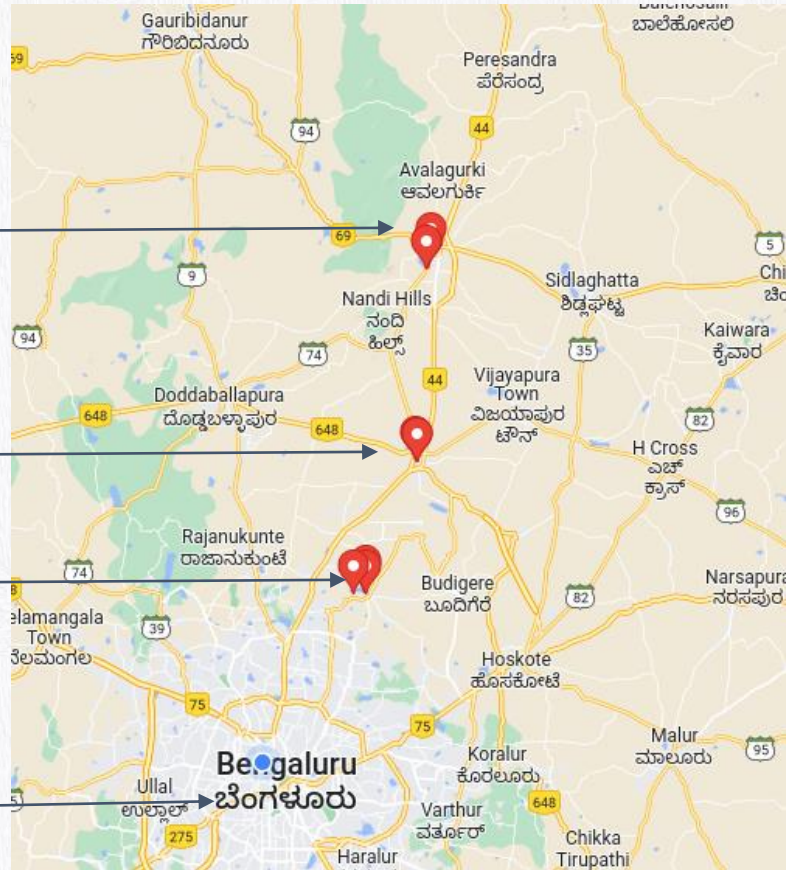 ಬಾಲೆಹೋಸಲಿ
Gauribidanur
ಗೌರಿಬಿದನೂರು
69
Peresandra
ಪೆರೆಸಂದ್ರ
94
44
Avalagurki
ಆವಲಗುರ್ಕಿ
69
5
9
Sidlaghatta
ಶಿಡ್ಲಘಟ್ಟ
Nandi Hills
ನಂದಿ
ಹಿಲ್ಸ್
Kaiwara
ಕೈವಾರ
94
74
35
44
Vijayapura
Town
ವಿಜಯಾಪುರ
ಟೌನ್
Doddaballapura
ದೊಡ್ಡಬಳ್ಳಾಪುರ
648
648
82
H Cross
ಎಚ್
ಕ್ರಾಸ್
96
Rajanukunte
ರಾಜಾನುಕುಂಟೆ
74
Budigere
ಬೂದಿಗೆರೆ
82
Narsapura
ನರಸಪುರ
39
Town
Hoskote
ಹೊಸಕೋಟೆ
75
75
Malur
ಮಾಲೂರು
95
Bengaluru
ಬೆಂಗಳೂರು
Koralur
ಕೊರಲೂರು
Ullal
ಉಲ್ಲಾಳ್
648
Varthur
ವರ್ತೂರ್
275
Chikka
Tirupathi
Haralur